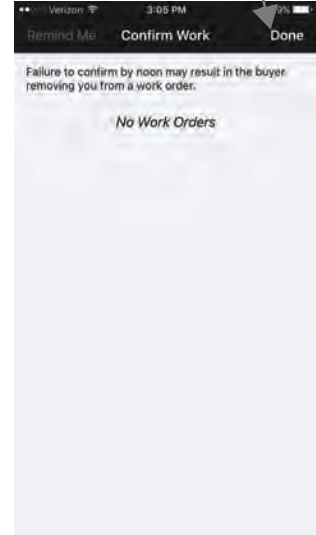 Verizon 3:05 PM 9%
Remind Me Confirm Work Done
Failure to confirm by noon may result in the buyer
removing you from a work order.
No Work Orders